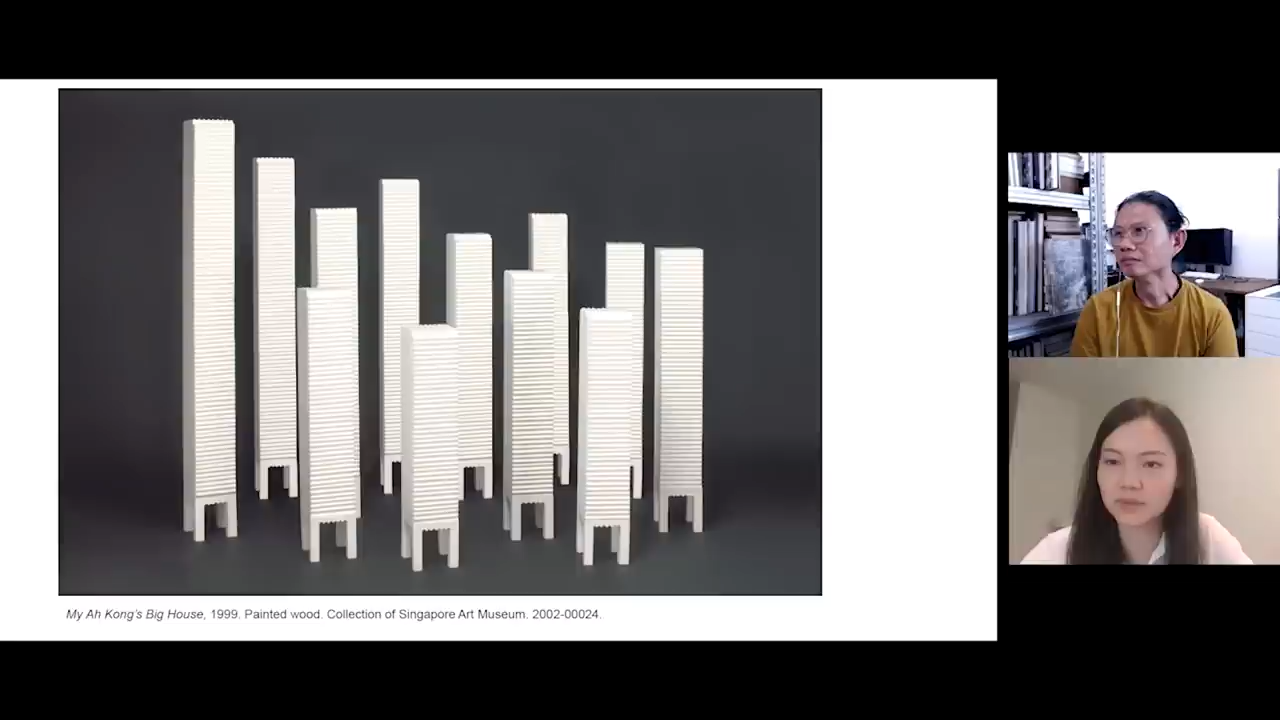 My Ah Kong's Big House, 1999. Painted wood. Collection of Singapore Art Museum. 2002-00024.